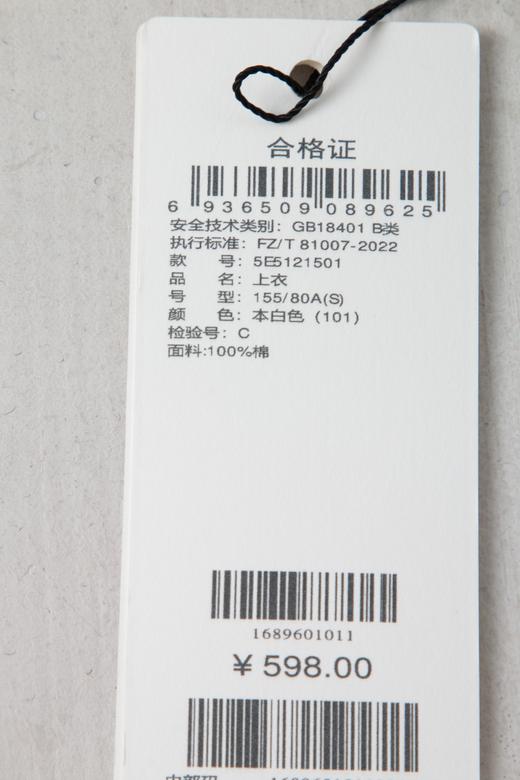 合格证
6 936509 089625
安全技术类别: GB18401 B类
执行标准: FZ/T 81007-2022
款 号: 5E5121501
品 名: 上衣
号 型: 155/80A(S)
颜 色: 本白色 (101)
检验号: C
面料:100%棉
1689601011
¥ 598.00